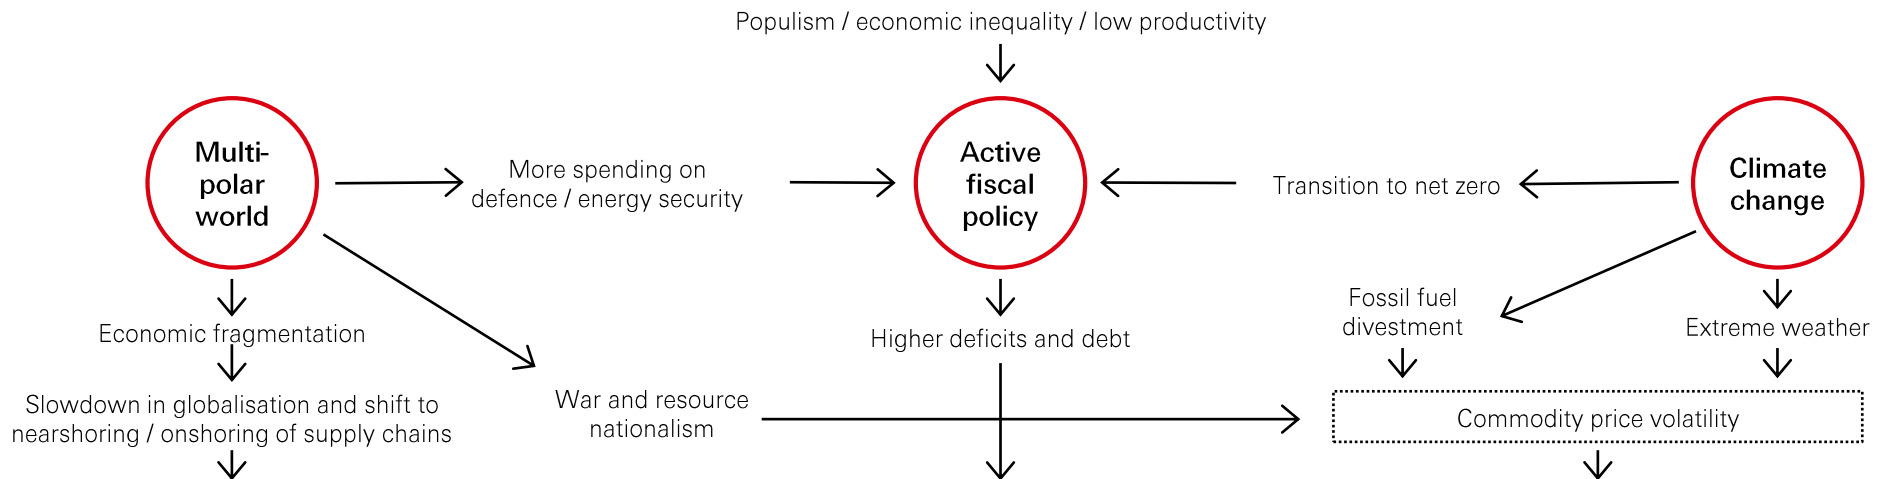 Populism / economic inequality / low productivity
Multi-
polar
world
More spending on
defence / energy security
Active
fiscal
policy
Transition to net zero
Climate
change
Economic fragmentation
Higher deficits and debt
Fossil fuel
divestment
Extreme weather
Slowdown in globalisation and shift to
nearshoring / onshoring of supply chains
War and resource
nationalism
Commodity price volatility